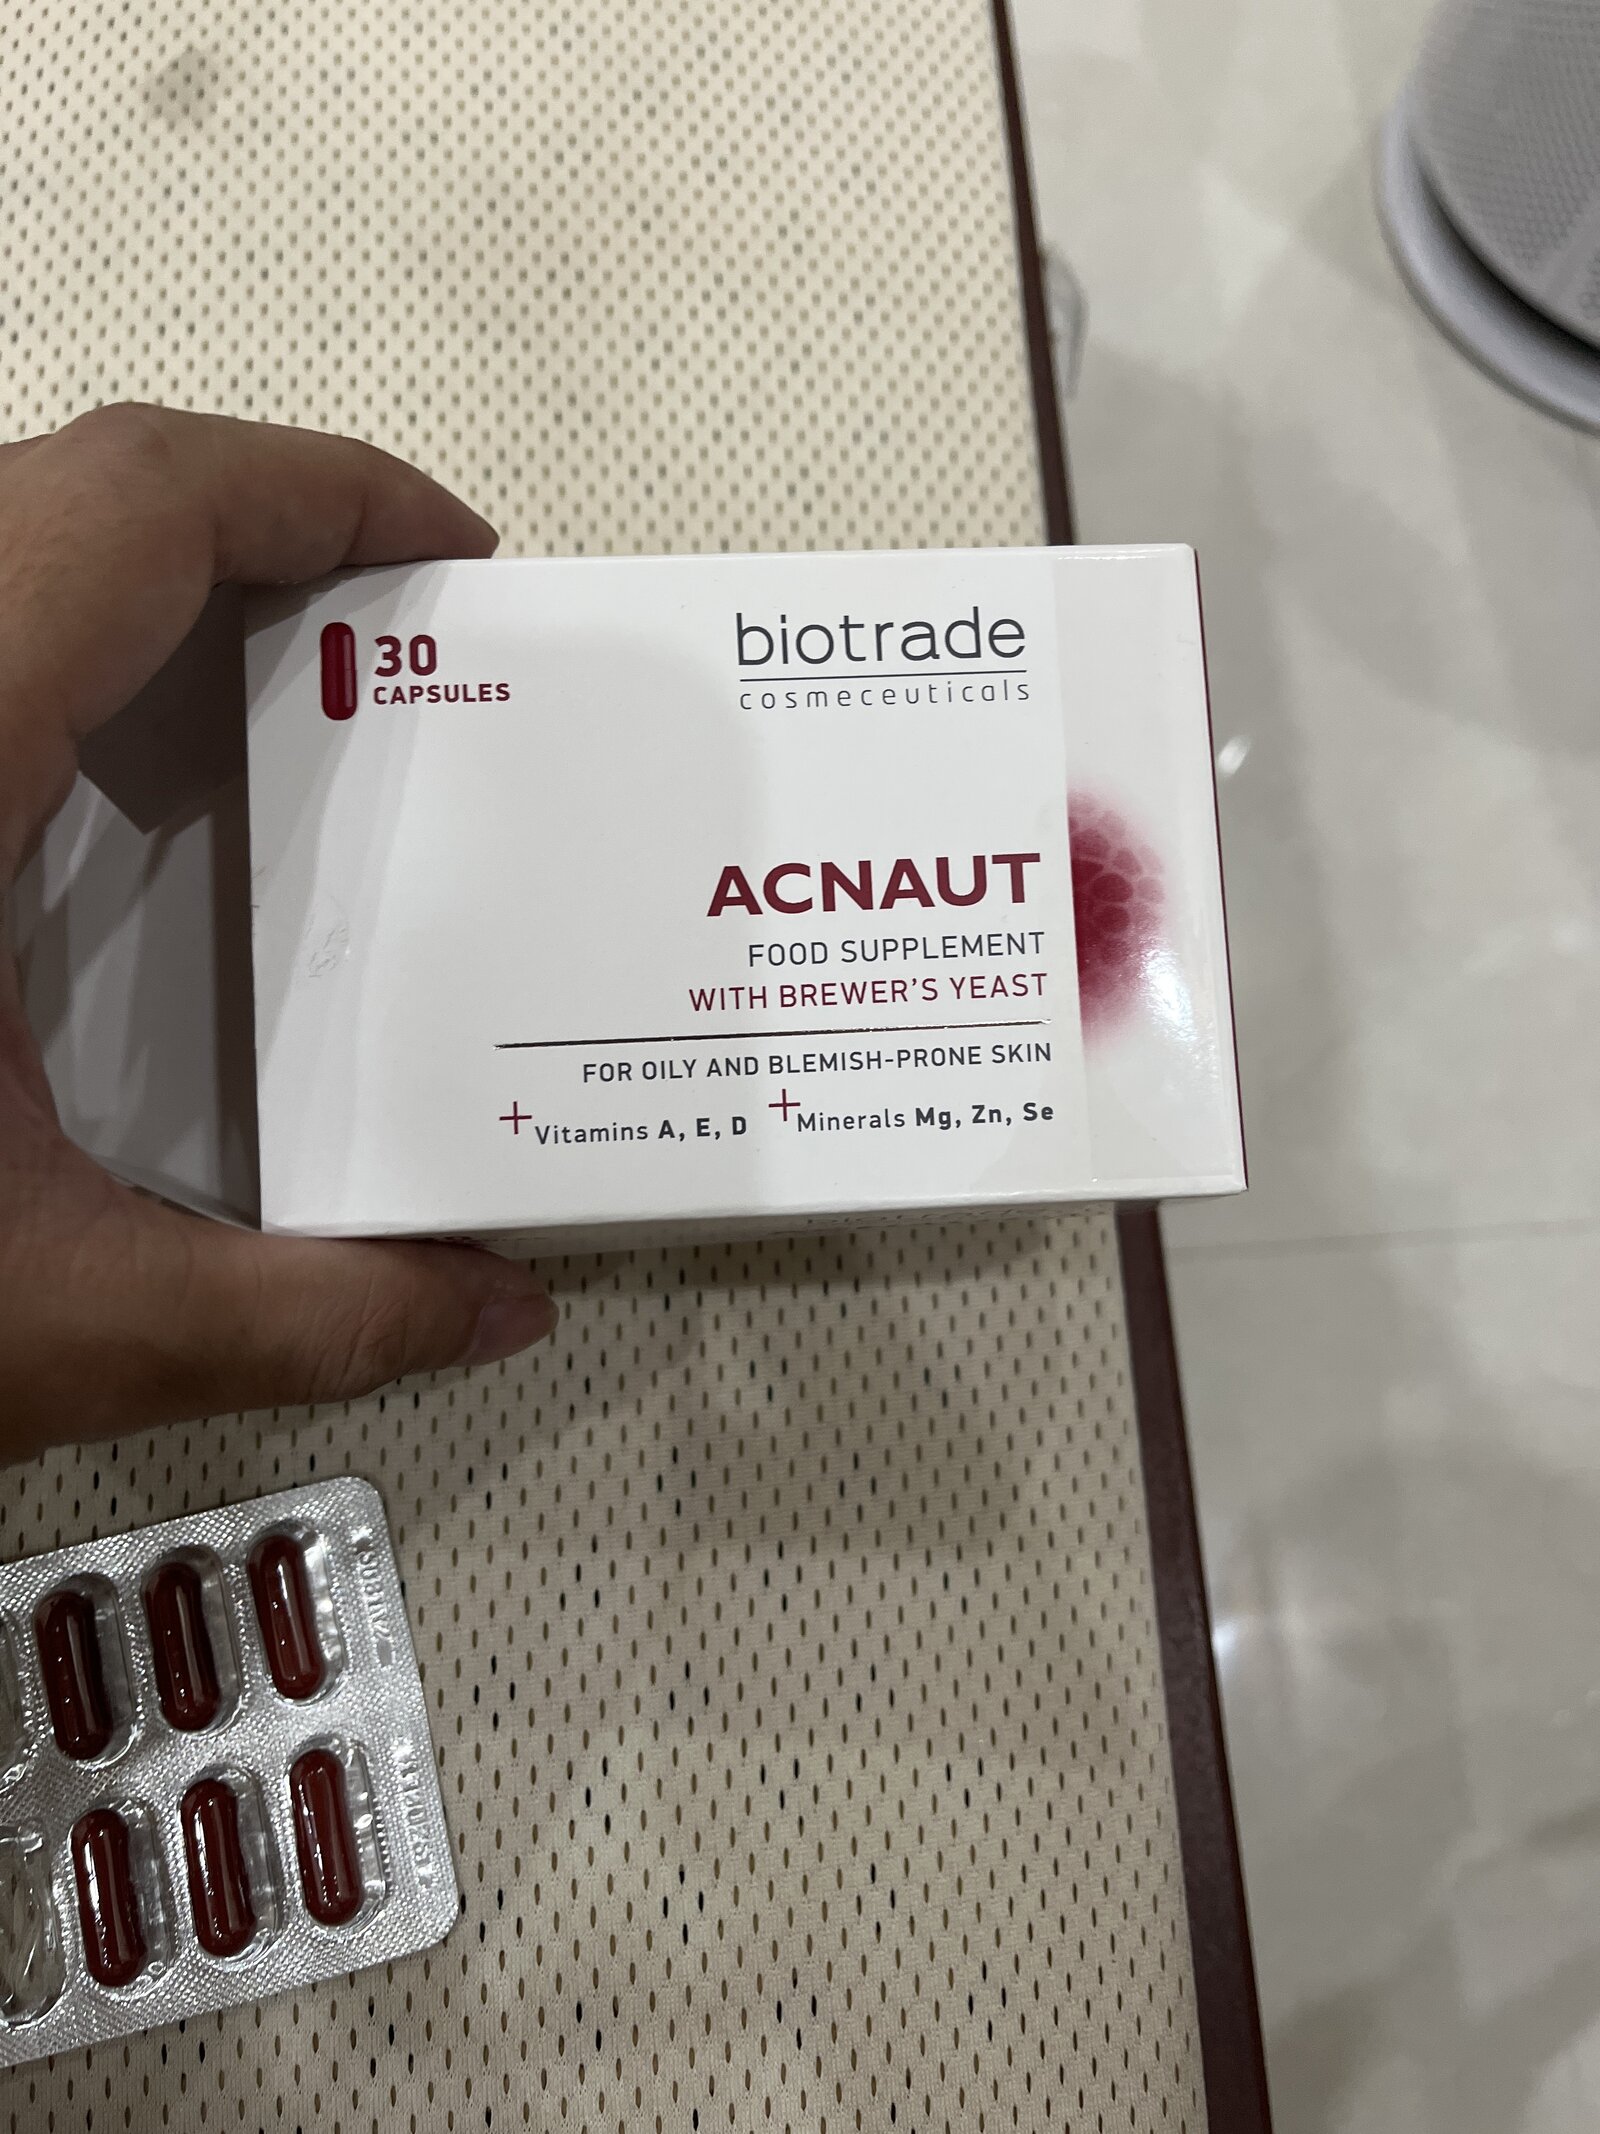 30
CAPSULES
biotrade
cosmeceuticals
ACNAUT
FOOD SUPPLEMENT
WITH BREWER'S YEAST
FOR OILY AND BLEMISH-PRONE SKIN
+Vitamins A, E, D +Minerals Mg, Zn, Se